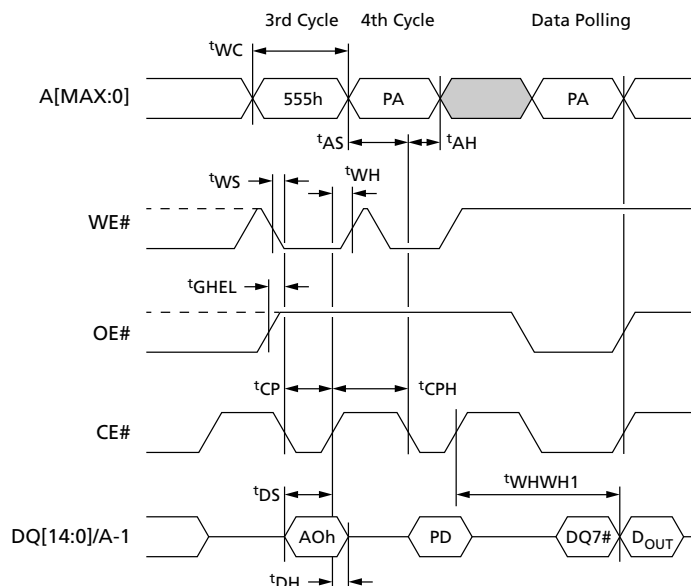 3rd Cycle 4th Cycle Data Polling
tWC
A[MAX:0] 555h PA PA
tAS tAH
tWS tWH
WE#
tGHEL
OE#
tCP tCPH
CE#
tDS tWHWH1
DQ[14:0]/A-1 AOh PD DQ7# DOUT
tDH